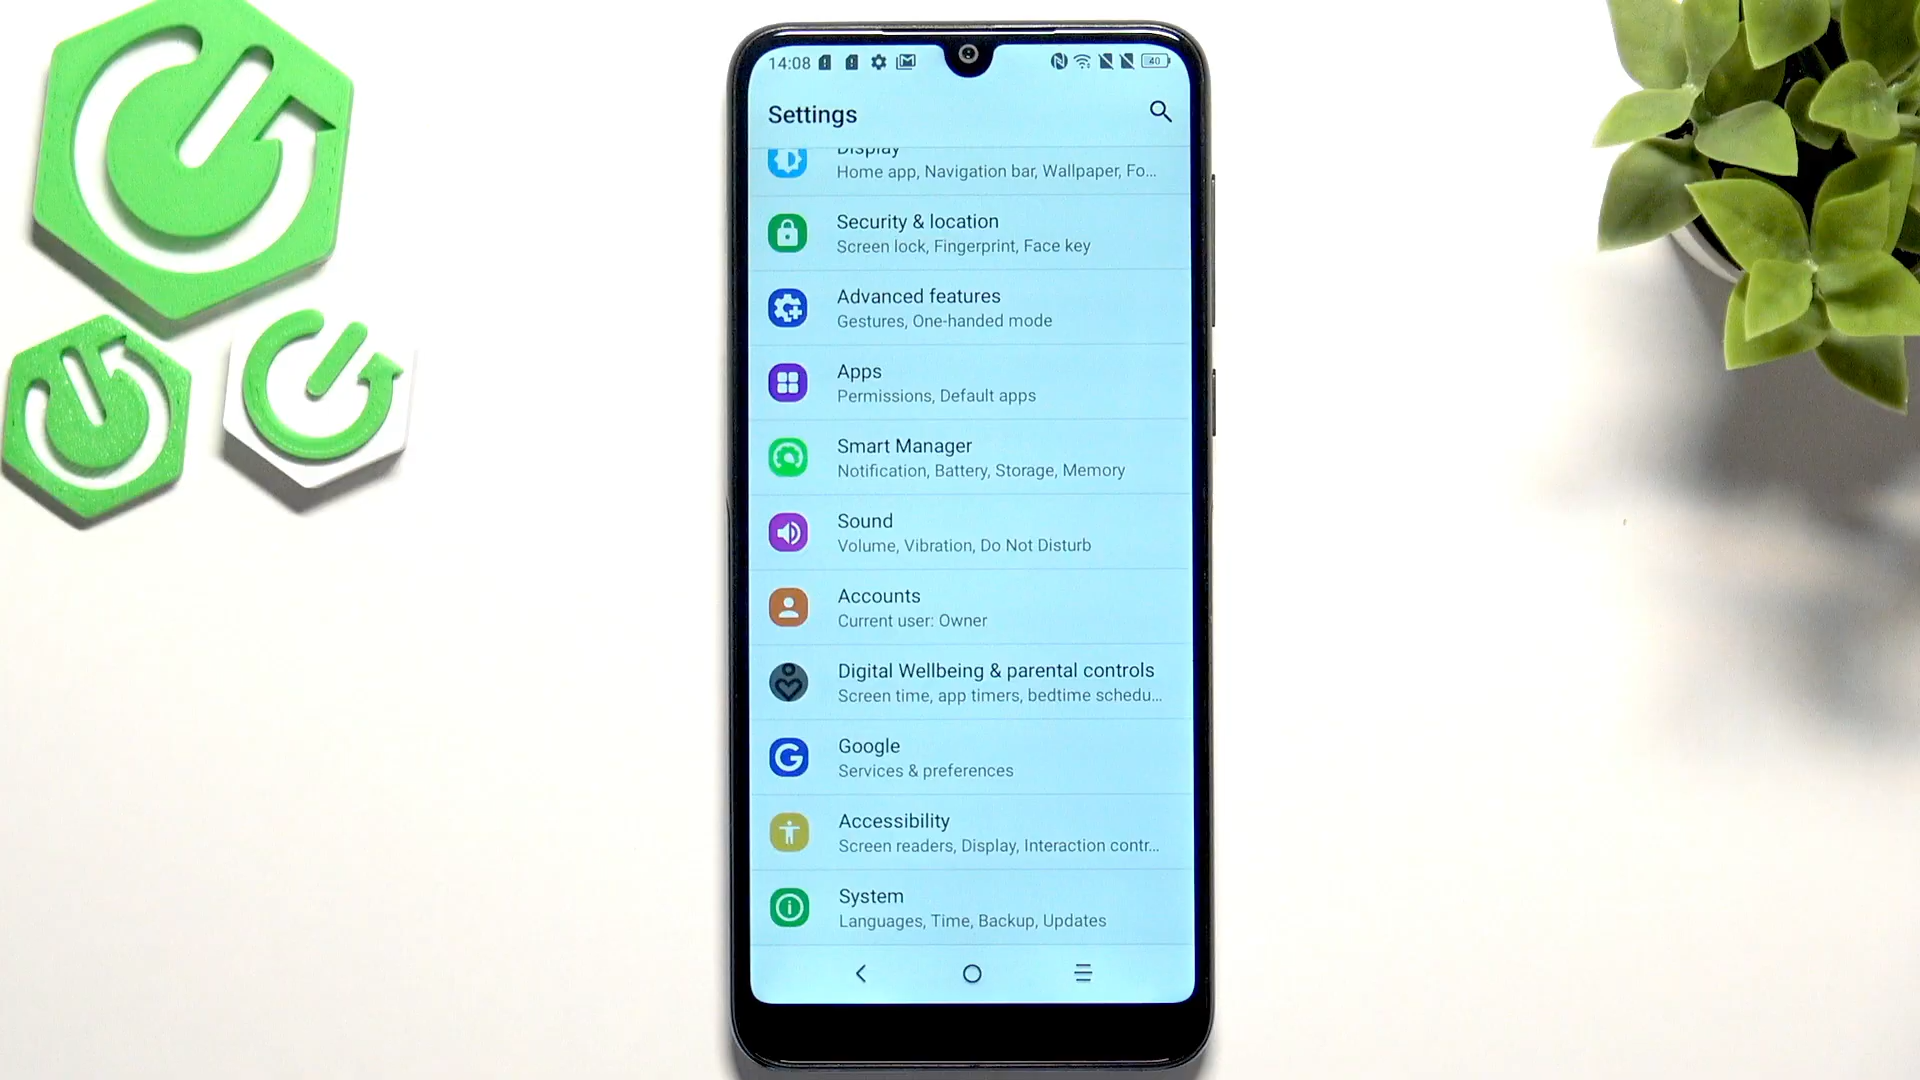 14:08
40
Settings
Display
Home app, Navigation bar, Wallpaper, Fo...
Security & location
Screen lock, Fingerprint, Face key
Advanced features
Gestures, One-handed mode
Apps
Permissions, Default apps
Smart Manager
Notification, Battery, Storage, Memory
Sound
Volume, Vibration, Do Not Disturb
Accounts
Current user: Owner
Digital Wellbeing & parental controls
Screen time, app timers, bedtime schedu...
Google
Services & preferences
Accessibility
Screen readers, Display, Interaction contr...
System
Languages, Time, Backup, Updates